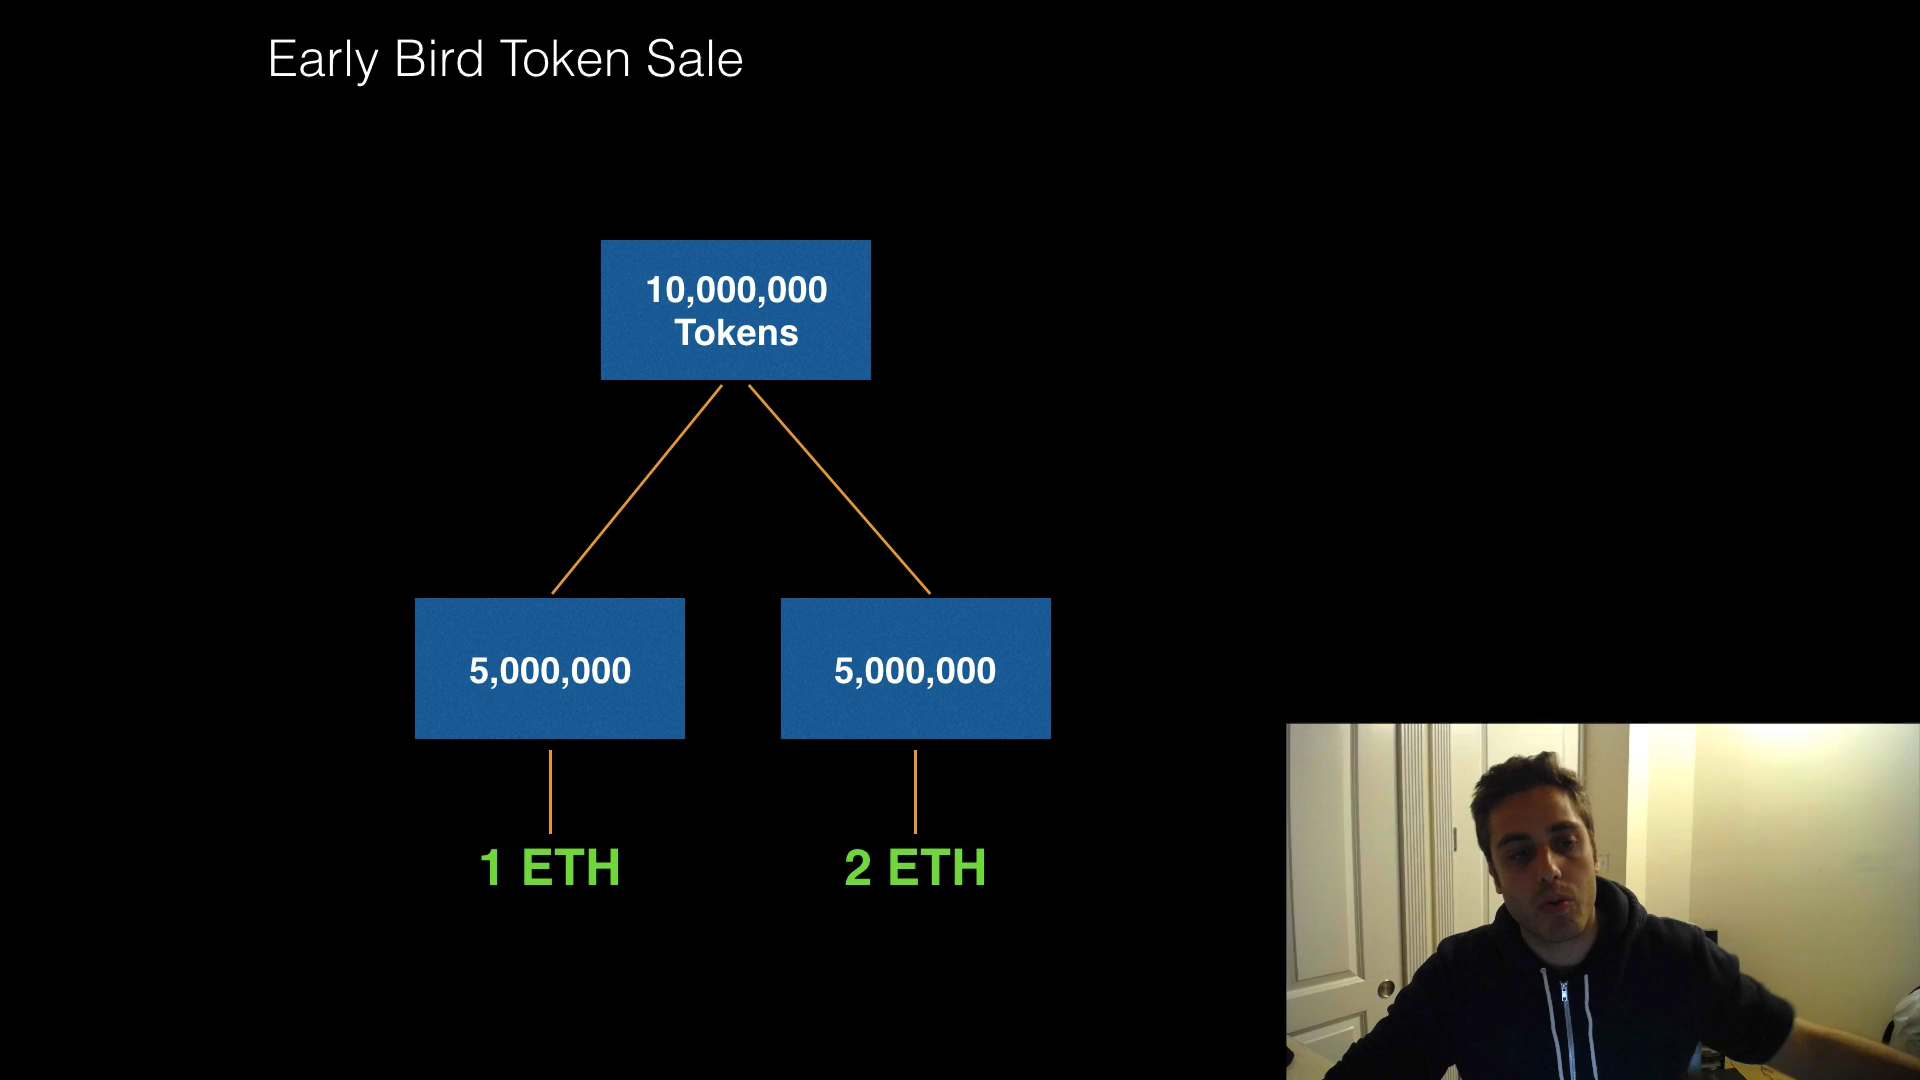 Early Bird Token Sale
10,000,000
Tokens
5,000,000
5,000,000
1 ETH
2 ETH